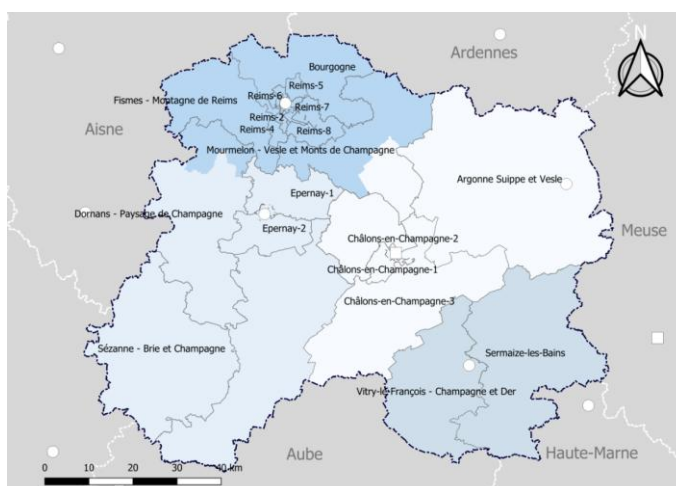 Ardennes
N
Bourgogne
Reims-5
Reims-6
Fismes - Montagne de Reims
Reims-7
Reims-2
Aisne
Reims-4
Reims-8
Mourmelon - Vesle et Monts de Champagne
Argonne Suippe et Vesle
Epernay-1
Dornans - Paysage de Champagne
Epernay-2
Meuse
Châlons-en-Champagne-2
Châlons-en-Champagne-1
Châlons-en-Champagne-3
Sézanne - Brie et Champagne
Sermaize-les-Bains
Vitry-le-François - Champagne et Der
Aube
Haute-Marne
0 10 20 30 40 km